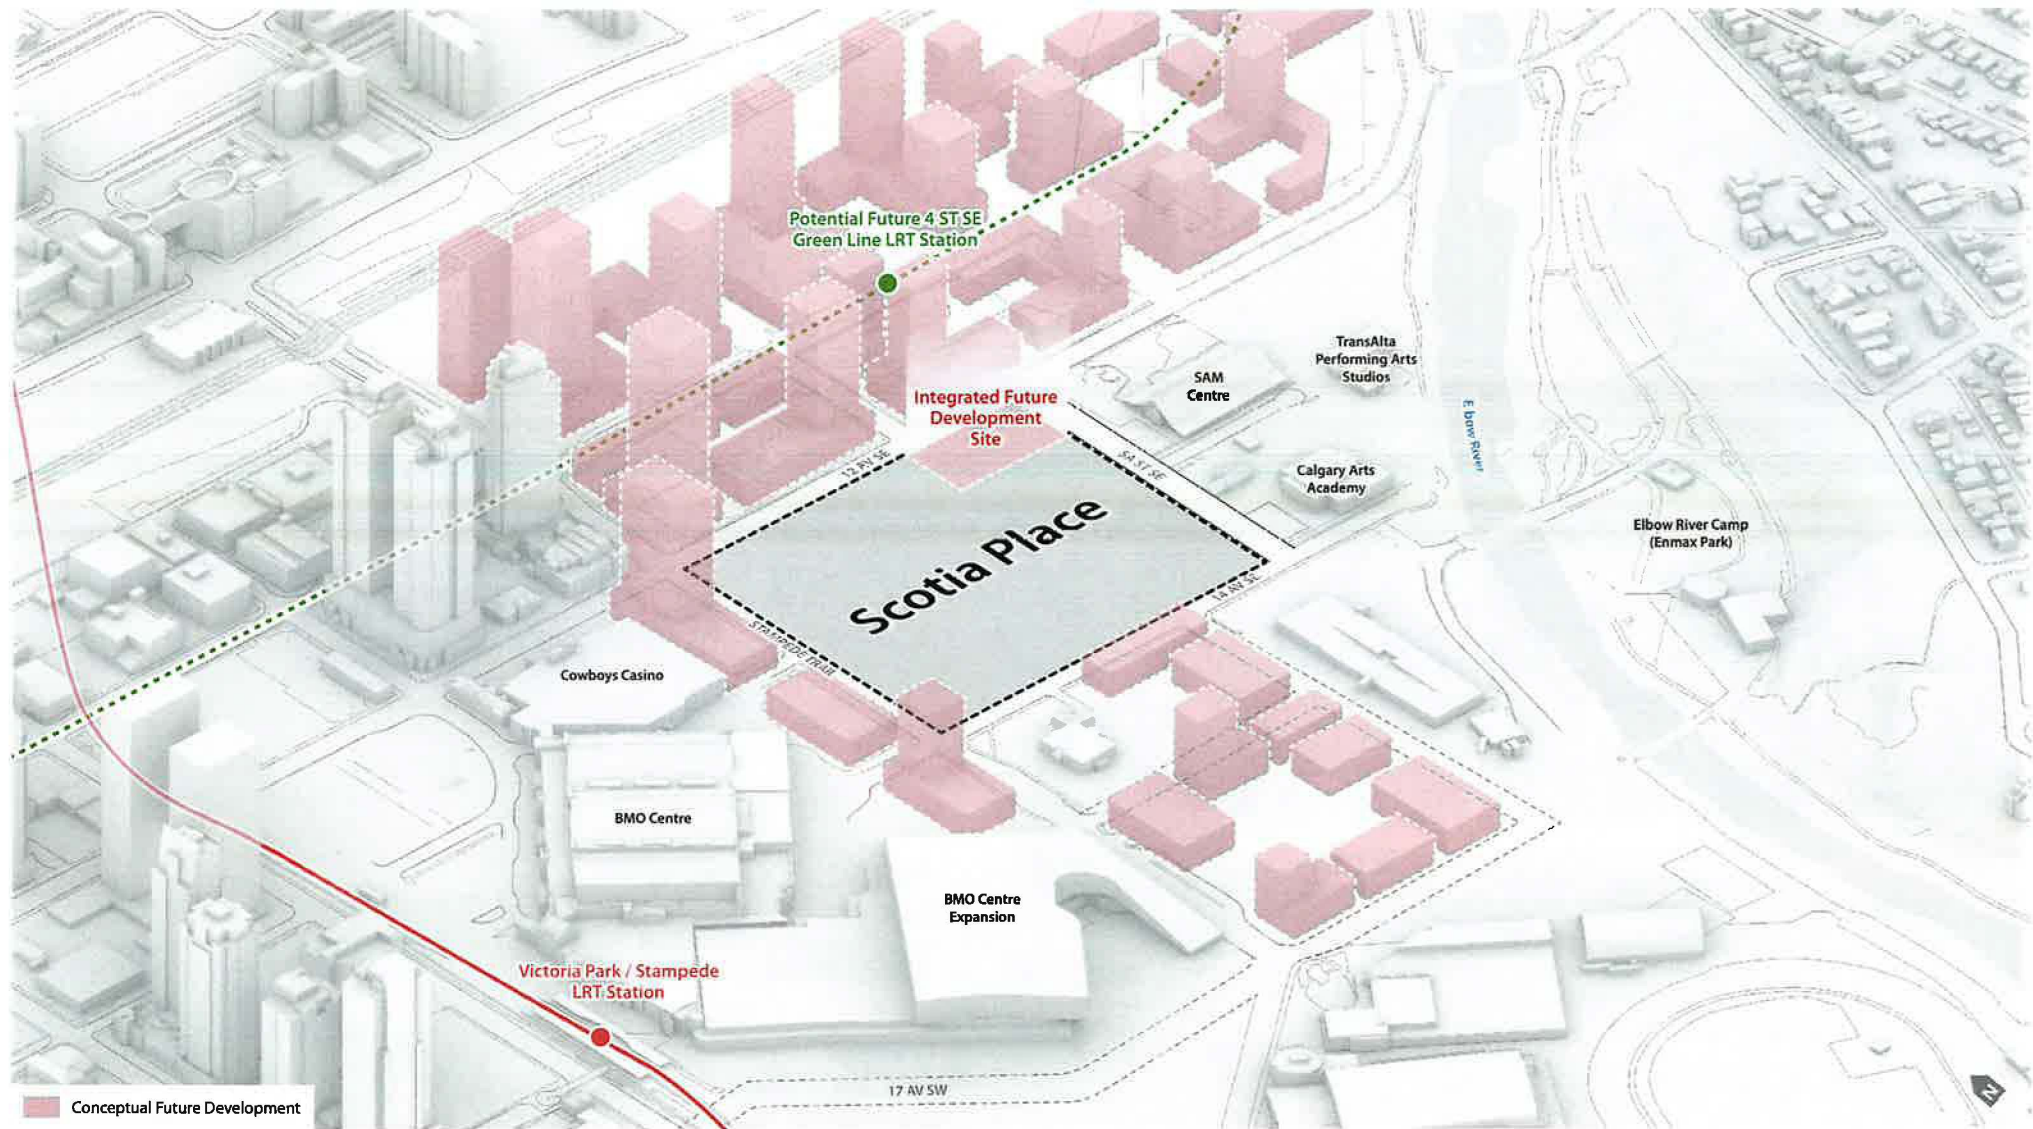 Potential Future 4 ST SE
Green Line LRT Station
TransAlta
Performing Arts
Studios
SAM
Centre
Integrated Future
Development
Site
12 AV SE
5A ST SE
Elbow River
Calgary Arts
Academy
Elbow River Camp
(Enmax Park)
Scotia Place
14 AV SE
STAMPEDE TRAIL
Cowboys Casino
BMO Centre
BMO Centre
Expansion
Victoria Park / Stampede
LRT Station
17 AV SW
Conceptual Future Development
N